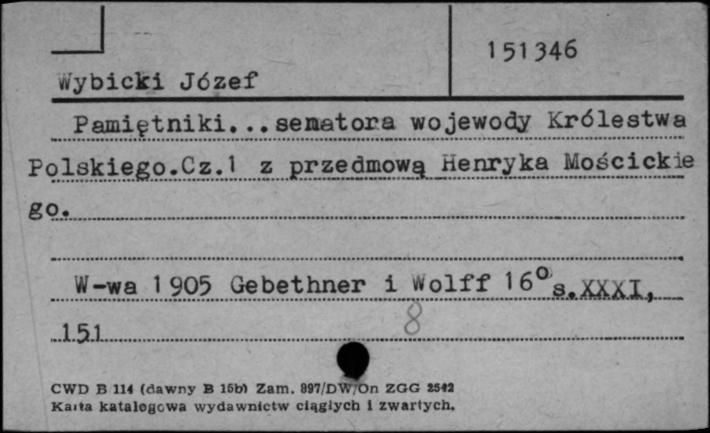 151346
Wybicki Józef
Pamiętniki...senatora wojewody Królestwa
Polskiego.Cz.1 z przedmową Henryka Mościckie
go.
W-wa 1905 Gebethner i Wolff 16° s.XXXI,
151
8
CWD B 114 (dawny B 15b) Zam. 897/DW/On ZGG 2542
Karta katalogowa wydawnictw ciągłych i zwartych.